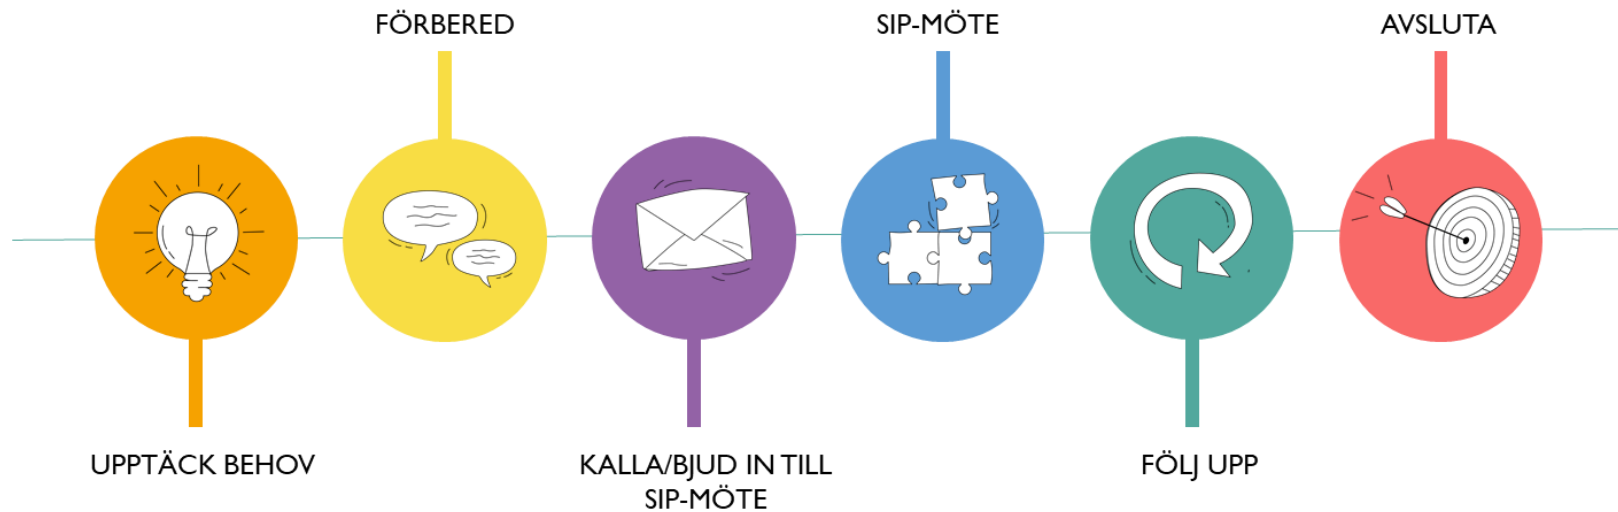 UPPTÄCK BEHOV
FÖRBERED
KALLA/BJUD IN TILL
SIP-MÖTE
SIP-MÖTE
FÖLJ UPP
AVSLUTA